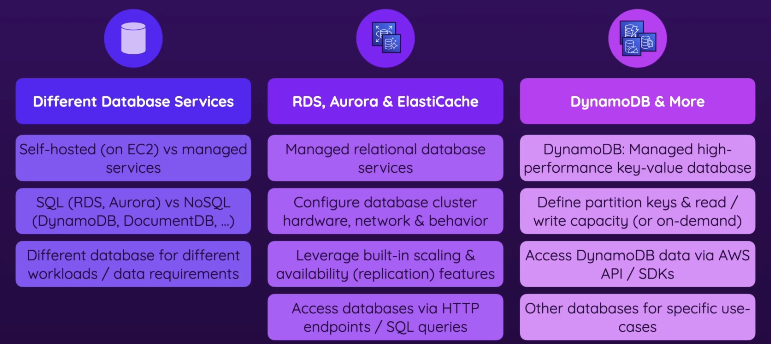 Different Database Services
Self-hosted (on EC2) vs managed
services
SQL (RDS, Aurora) vs NoSQL
(DynamoDB, DocumentDB, ...)
Different database for different
workloads / data requirements
RDS, Aurora & ElastiCache
Managed relational database
services
Configure database cluster
hardware, network & behavior
Leverage built-in scaling &
availability (replication) features
Access databases via HTTP
endpoints / SQL queries
DynamoDB & More
DynamoDB: Managed high-
performance key-value database
Define partition keys & read /
write capacity (or on-demand)
Access DynamoDB data via AWS
API / SDKs
Other databases for specific use-
cases